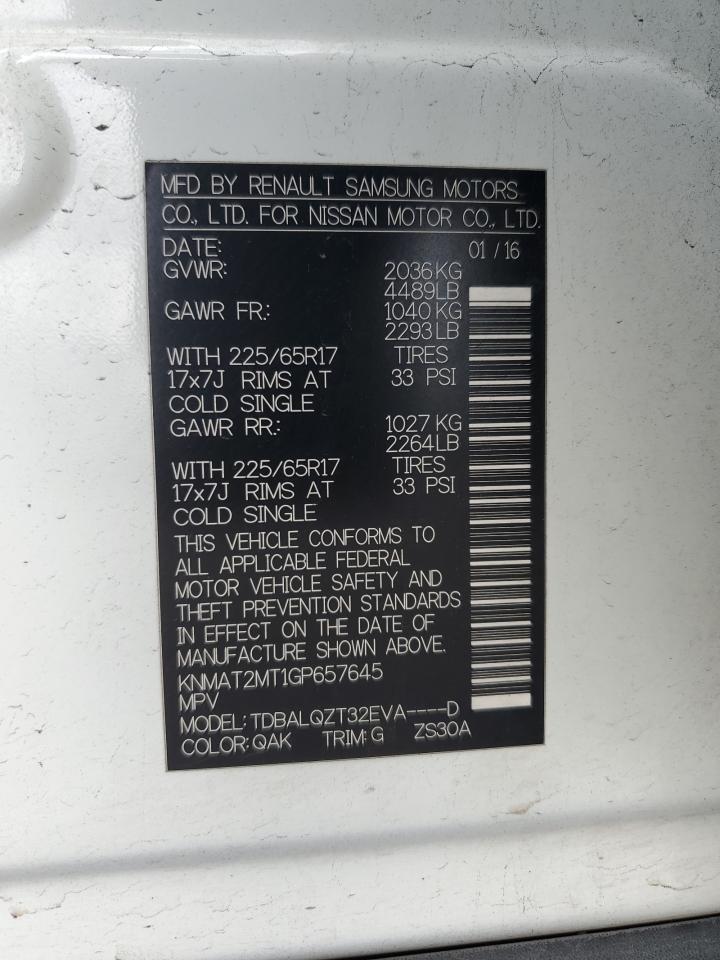 MFD BY RENAULT SAMSUNG MOTORS
CO., LTD. FOR NISSAN MOTOR CO., LTD.
DATE: 01 / 16
GVWR: 2036 KG
4489 LB
GAWR FR.: 1040 KG
2293 LB
WITH 225/65R17 TIRES
17x7J RIMS AT 33 PSI
COLD SINGLE
GAWR RR.: 1027 KG
2264 LB
WITH 225/65R17 TIRES
17x7J RIMS AT 33 PSI
COLD SINGLE
THIS VEHICLE CONFORMS TO
ALL APPLICABLE FEDERAL
MOTOR VEHICLE SAFETY AND
THEFT PREVENTION STANDARDS
IN EFFECT ON THE DATE OF
MANUFACTURE SHOWN ABOVE.
KNMAT2MT1GP657645
MPV
MODEL: TDBALQZT32EVA----D
COLOR: QAK TRIM: G ZS30A